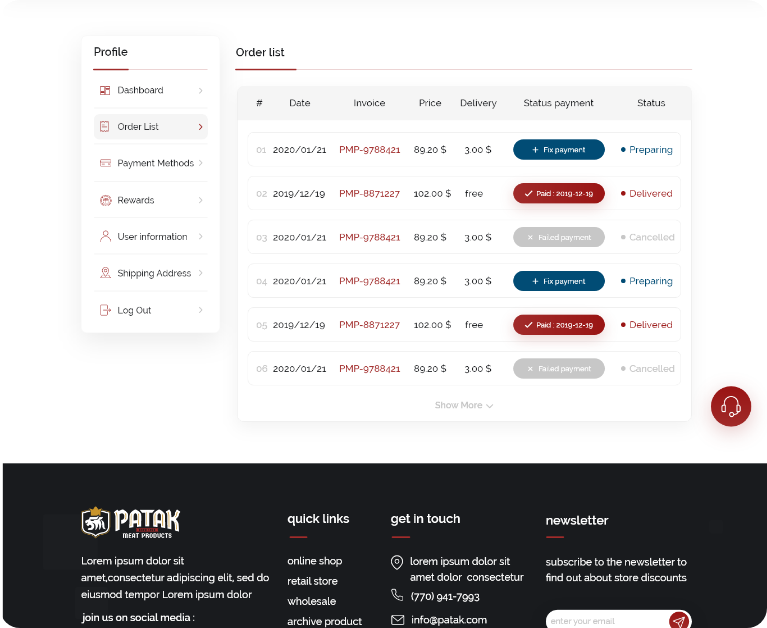 Profile
Dashboard
Order List
Payment Methods
Rewards
User information
Shipping Address
Log Out
Order list
# Date Invoice Price Delivery Status payment Status
01 2020/01/21 PMP-9788421 89.20 $ 3.00 $ Fix payment Preparing
02 2019/12/19 PMP-8871227 102.00 $ free Paid : 2019-12-19 Delivered
03 2020/01/21 PMP-9788421 89.20 $ 3.00 $ Failed payment Cancelled
04 2020/01/21 PMP-9788421 89.20 $ 3.00 $ Fix payment Preparing
05 2019/12/19 PMP-8871227 102.00 $ free Paid : 2019-12-19 Delivered
06 2020/01/21 PMP-9788421 89.20 $ 3.00 $ Failed payment Cancelled
Show More
PATAK
MEAT PRODUCTS
Lorem ipsum dolor sit
amet,consectetur adipiscing elit, sed do
eiusmod tempor Lorem ipsum dolor
join us on social media :
quick links
online shop
retail store
wholesale
archive product
get in touch
lorem ipsum dolor sit
amet dolor consectetur
(770) 941-7993
info@patak.com
newsletter
subscribe to the newsletter to
find out about store discounts
enter your email